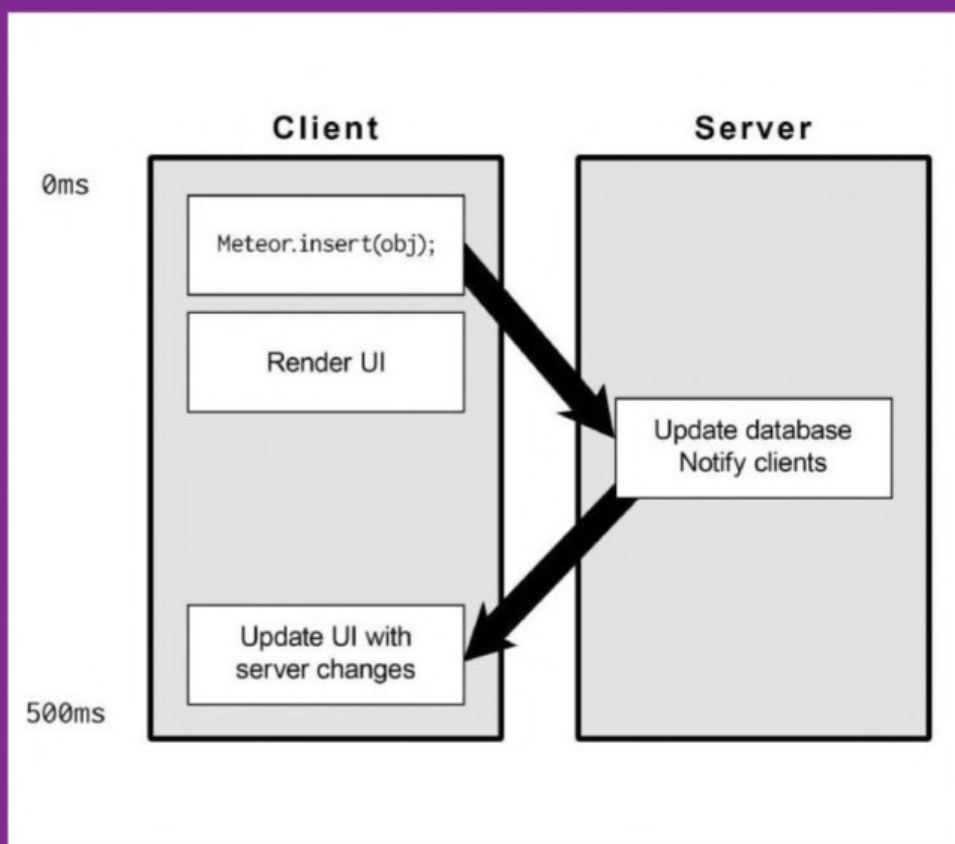 Client
Server
0ms
Meteor.insert(obj);
Render UI
Update database
Notify clients
Update UI with
server changes
500ms